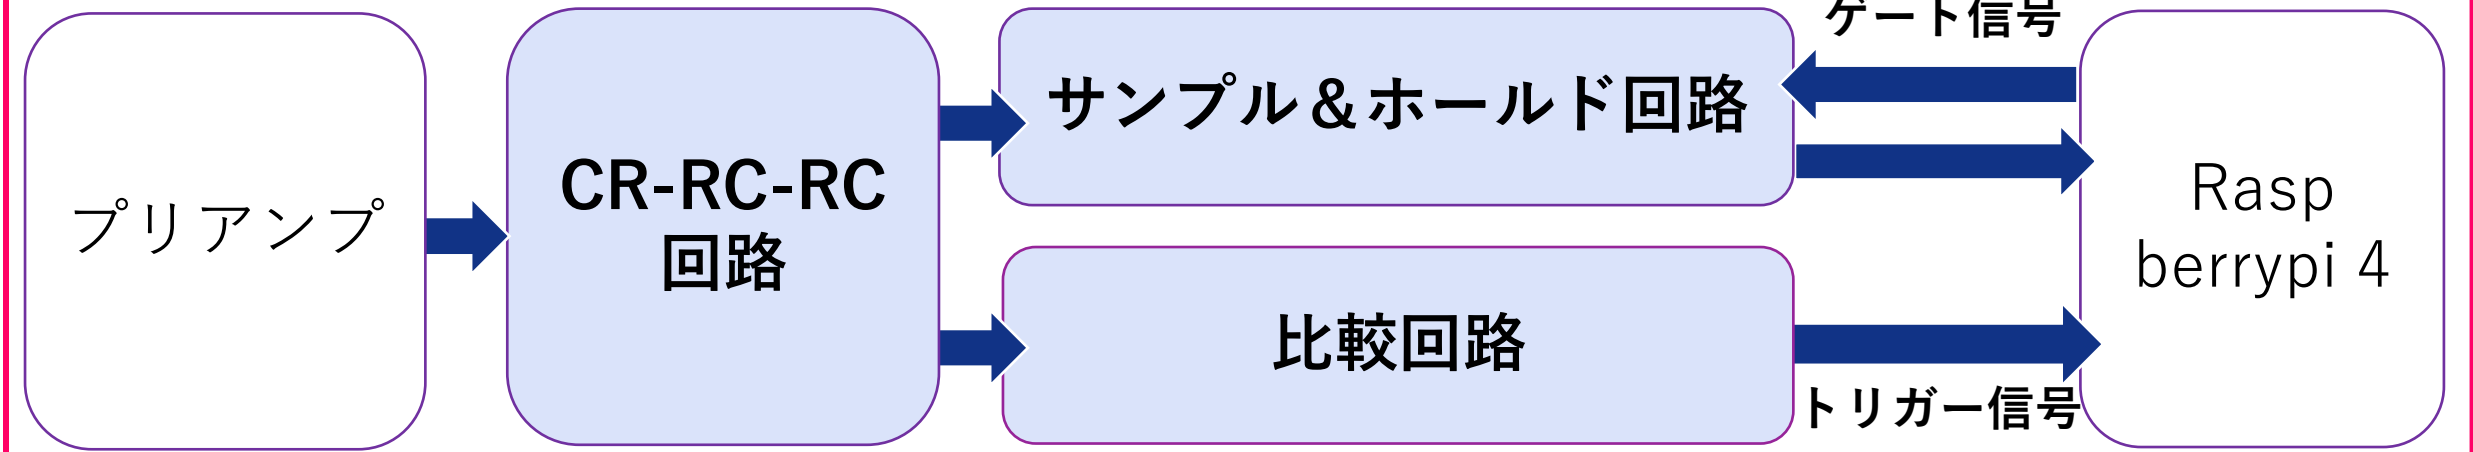 プリアンプ
CR-RC-RC
回路
サンプル＆ホールド回路
比較回路
ゲート信号
トリガー信号
Rasp
berrypi 4